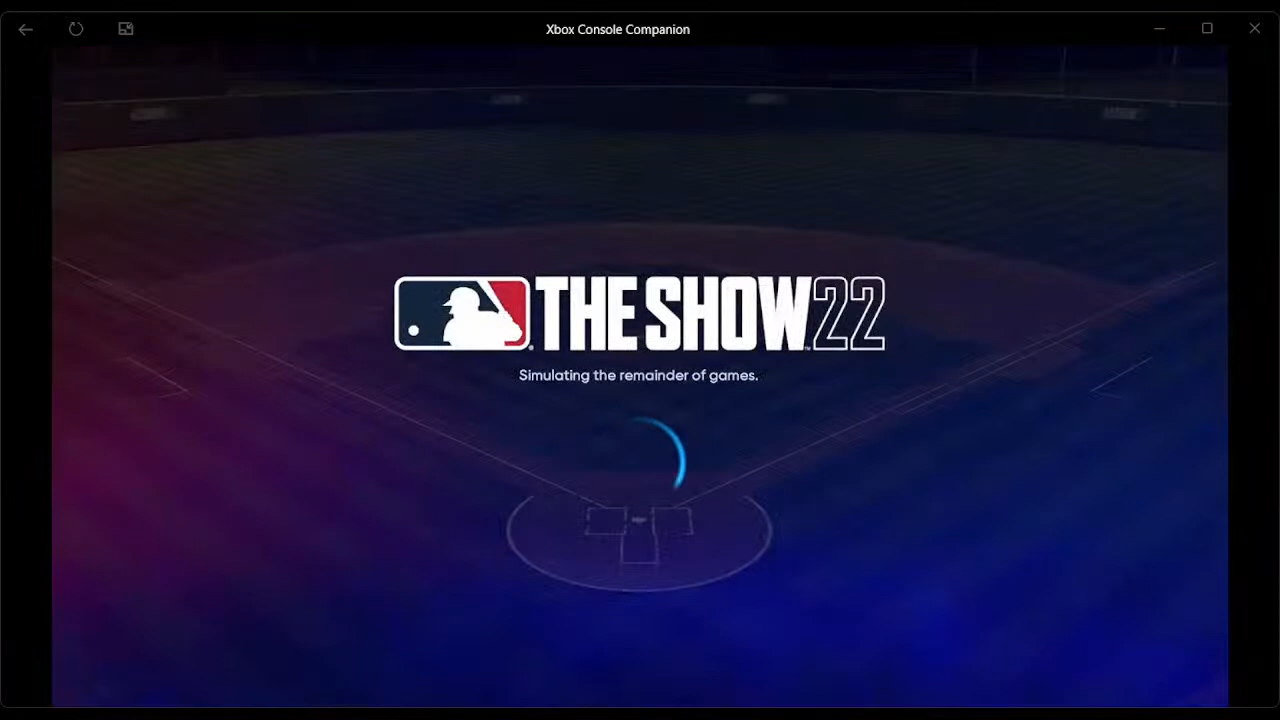 Xbox Console Companion
THE SHOW 22
Simulating the remainder of games.